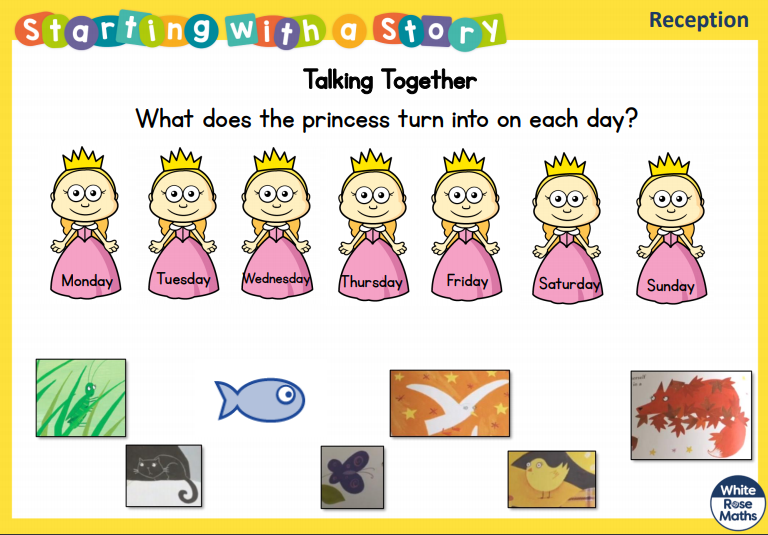 Starting with a Story
Reception
Talking Together
What does the princess turn into on each day?
Monday
Tuesday
Wednesday
Thursday
Friday
Saturday
Sunday
White
Rose
Maths